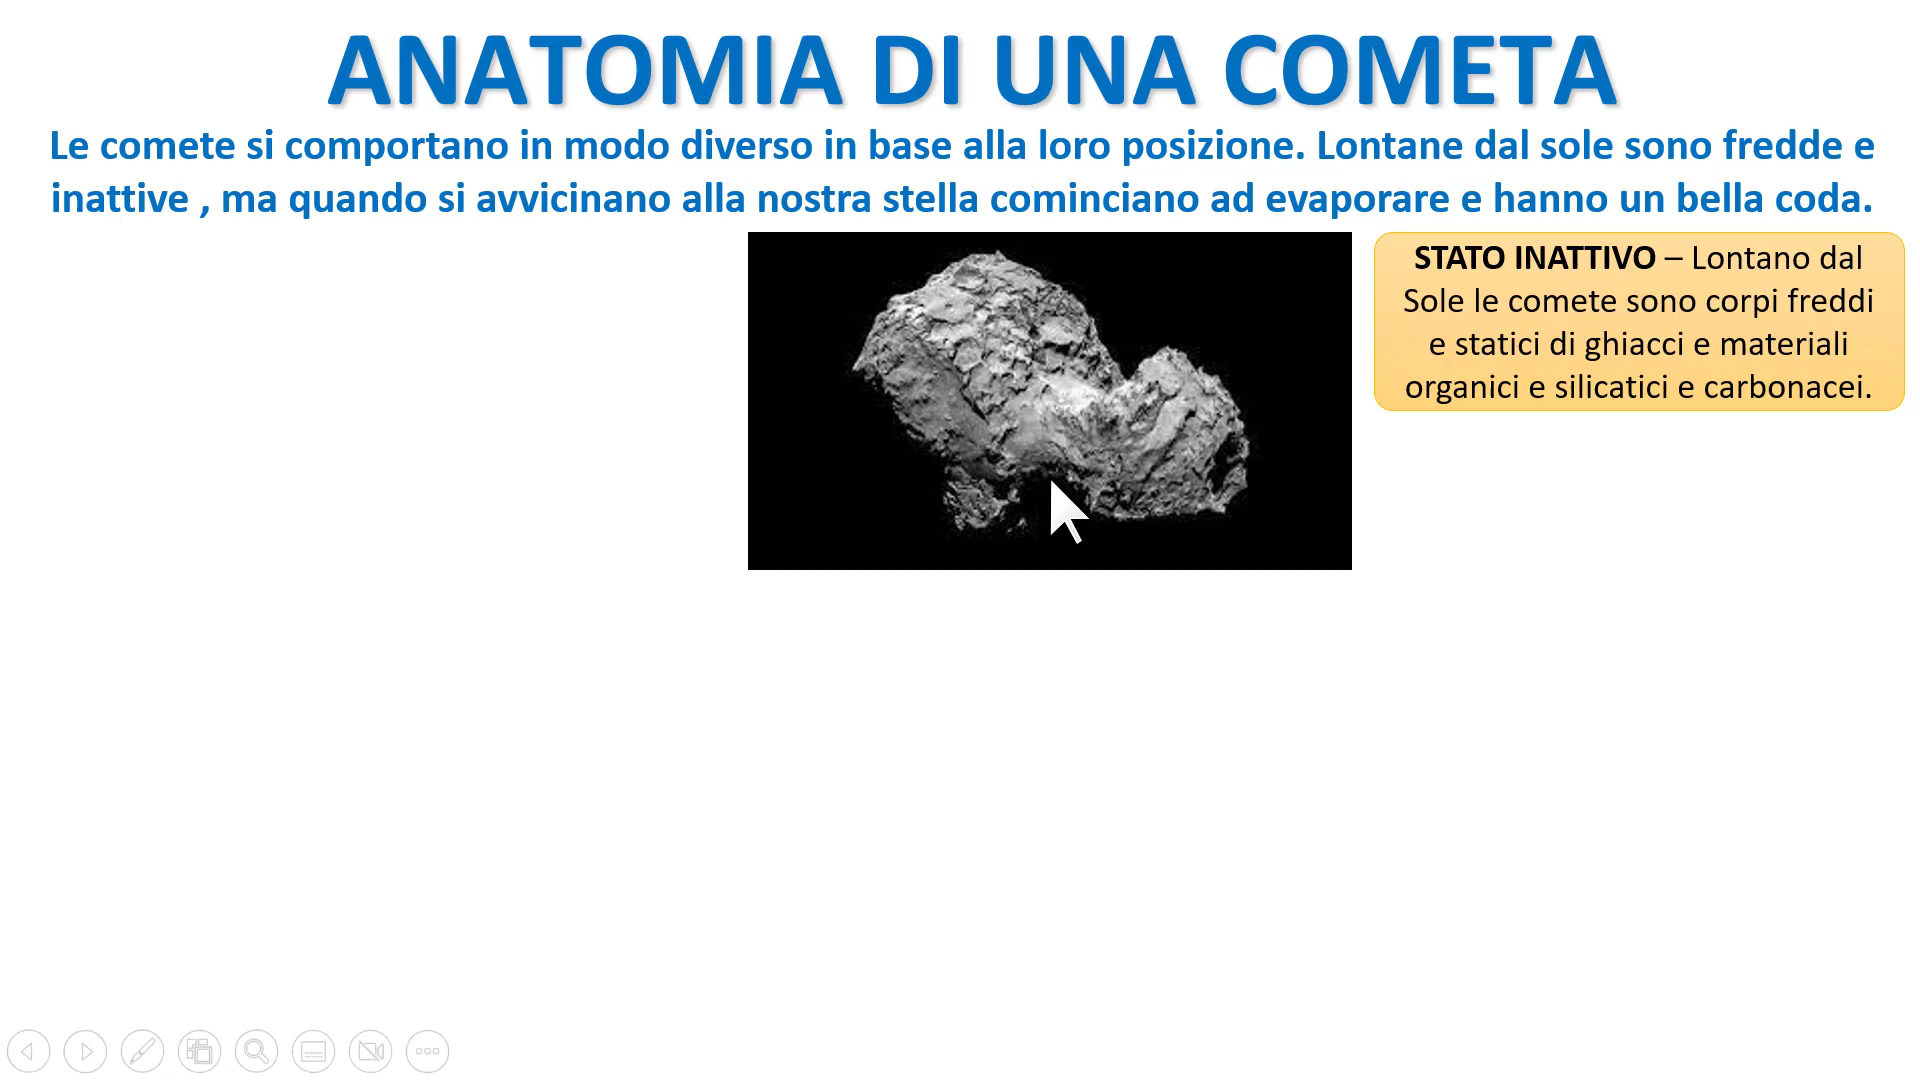 ANATOMIA DI UNA COMETA
Le comete si comportano in modo diverso in base alla loro posizione. Lontane dal sole sono fredde e
inattive , ma quando si avvicinano alla nostra stella cominciano ad evaporare e hanno un bella coda.
STATO INATTIVO – Lontano dal
Sole le comete sono corpi freddi
e statici di ghiacci e materiali
organici e silicatici e carbonacei.